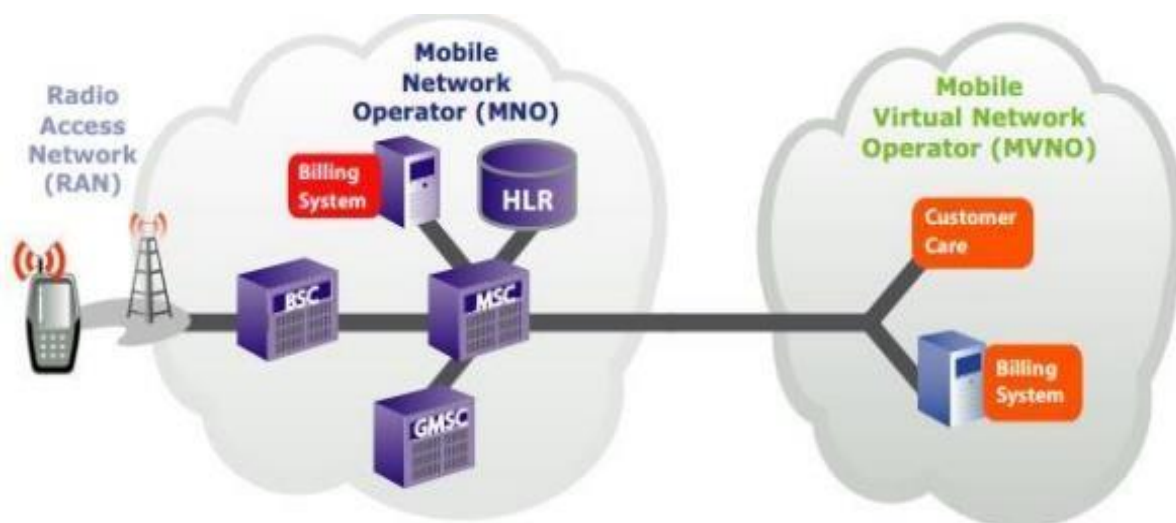 Radio
Access
Network
(RAN)
Mobile
Network
Operator (MNO)
Billing
System
HLR
BSC
MSC
GMSC
Mobile
Virtual Network
Operator (MVNO)
Customer
Care
Billing
System